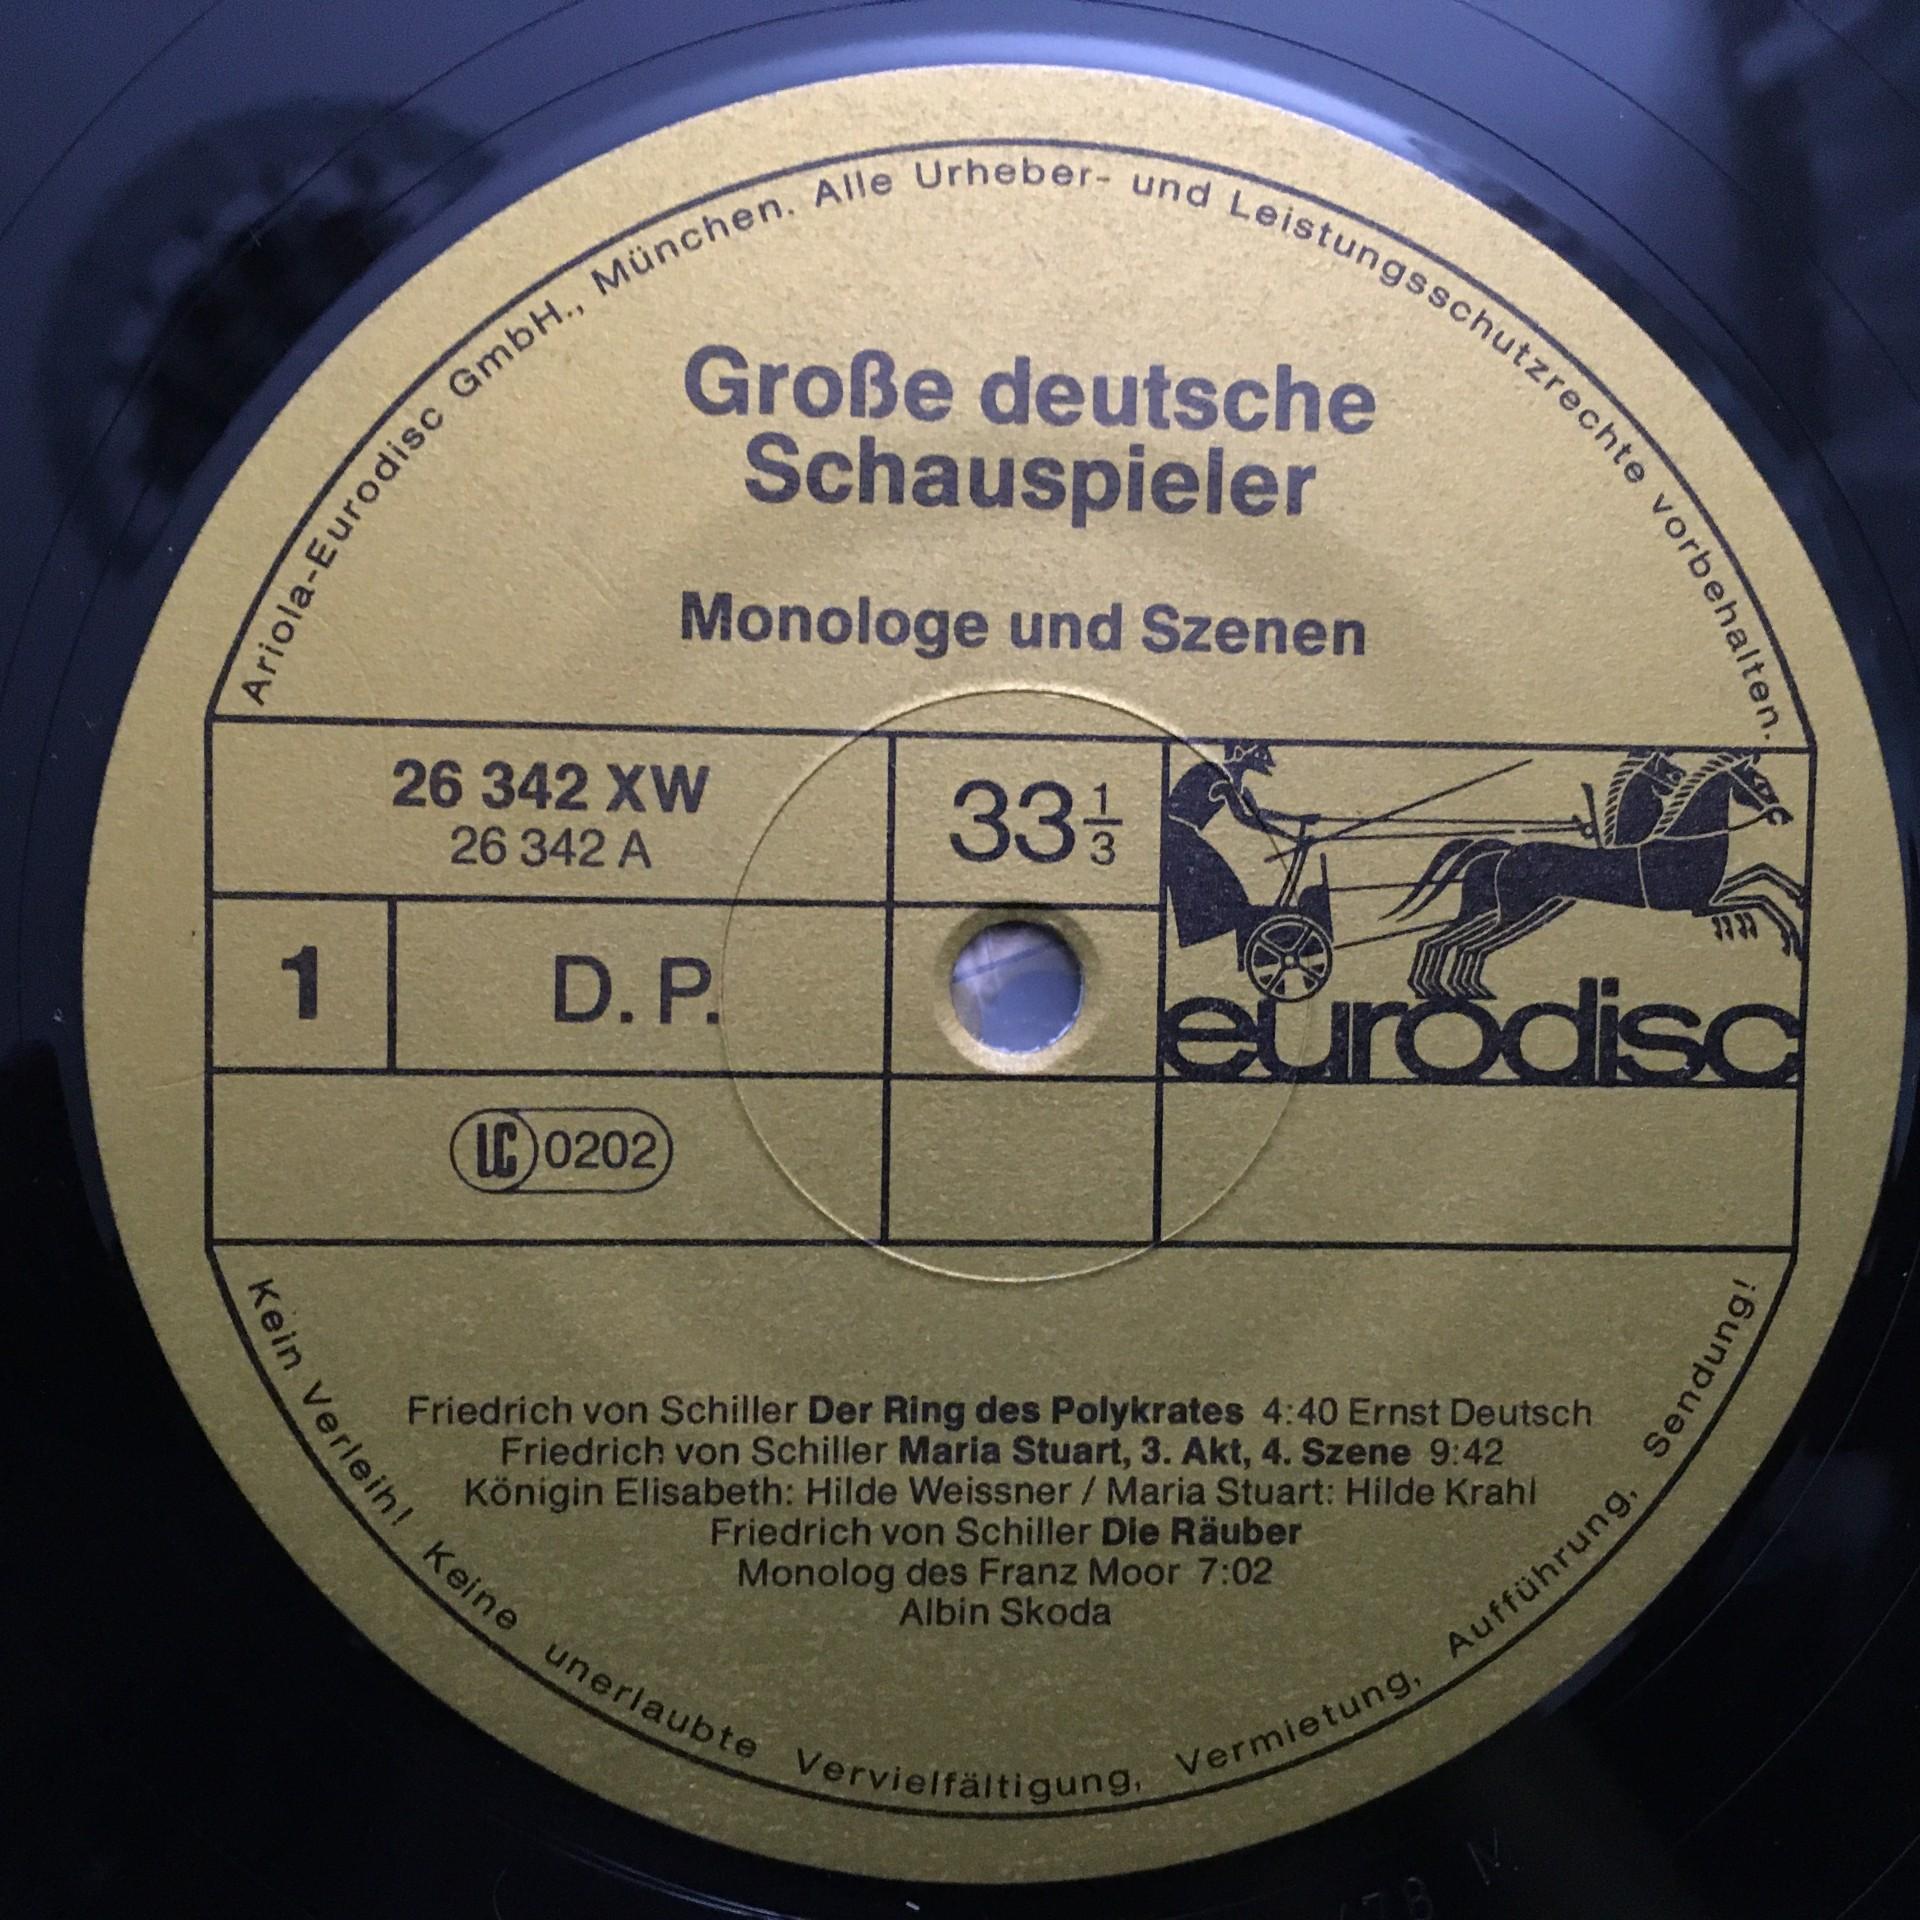 Ariola-Eurodisc GmbH., München. Alle Urheber- und Leistungsschutzrechte vorbehalten.
Große deutsche
Schauspieler
Monologe und Szenen
26 342 XW
26 342 A
33 1/3
1
D. P.
eurodisc
LC 0202
Friedrich von Schiller Der Ring des Polykrates 4:40 Ernst Deutsch
Friedrich von Schiller Maria Stuart, 3. Akt, 4. Szene 9:42
Königin Elisabeth: Hilde Weissner / Maria Stuart: Hilde Krahl
Friedrich von Schiller Die Räuber
Monolog des Franz Moor 7:02
Albin Skoda
Kein Verleih! Keine unerlaubte Vervielfältigung, Vermietung, Aufführung, Sendung!